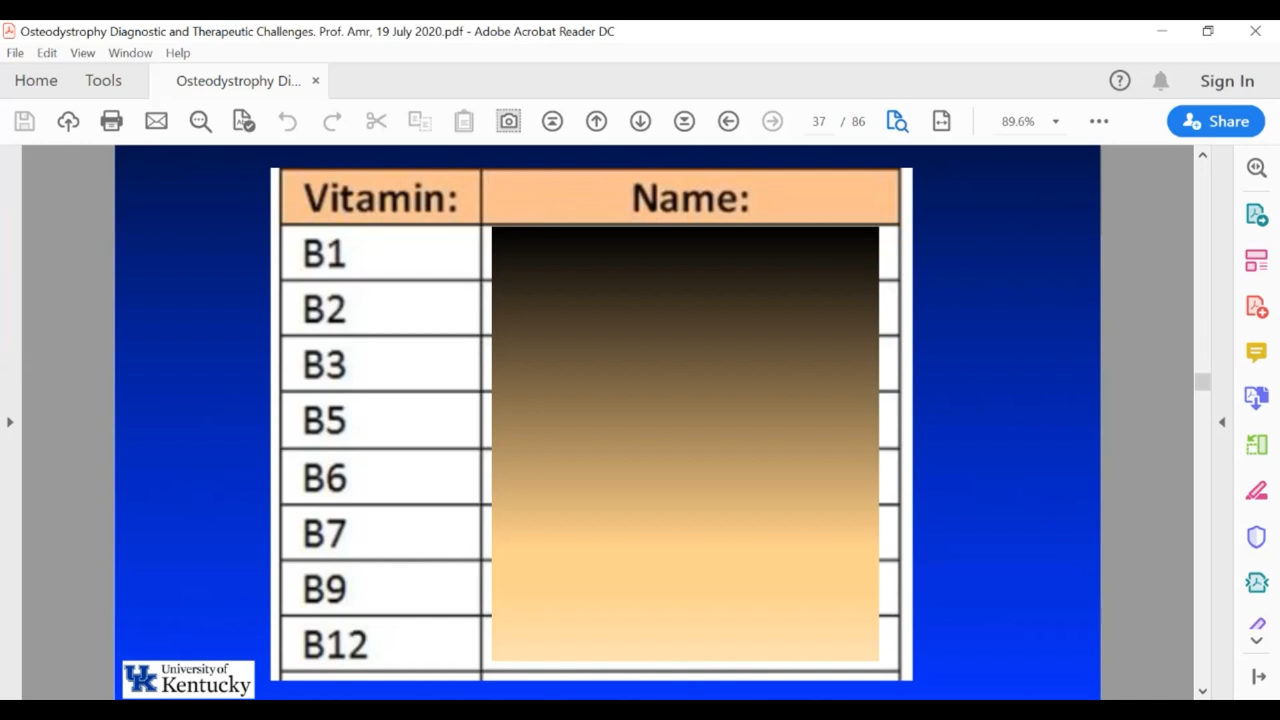 Osteodystrophy Diagnostic and Therapeutic Challenges. Prof. Amr, 19 July 2020.pdf - Adobe Acrobat Reader DC
File Edit View Window Help
Home Tools Osteodystrophy Di... × Sign In
37 / 86 89.6% Share
Vitamin: Name:
B1
B2
B3
B5
B6
B7
B9
B12
UK University of
Kentucky